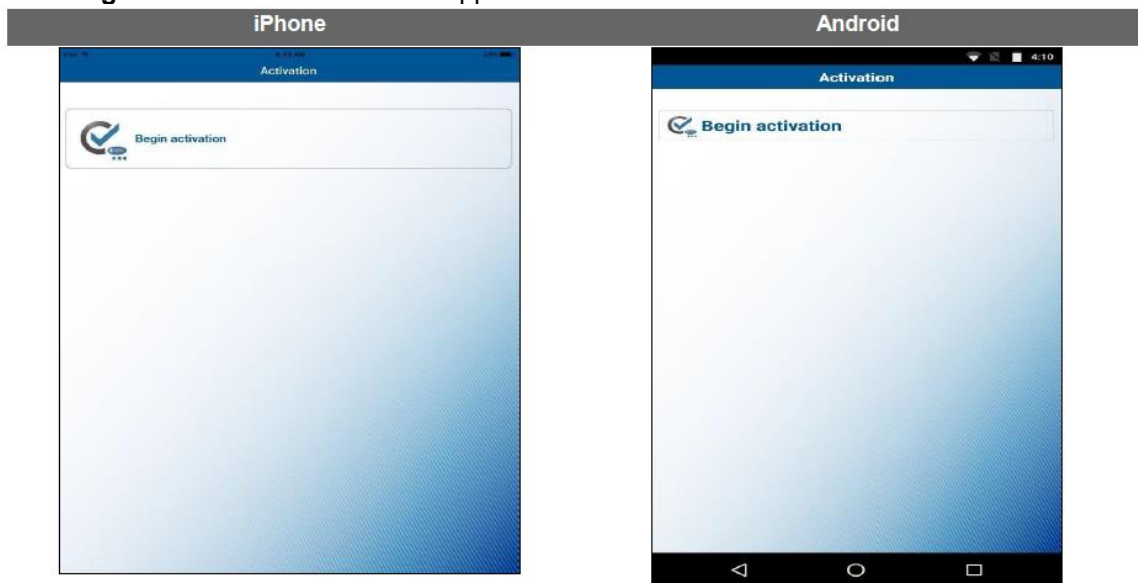 iPhone
Android
Activation
Begin activation
4:10
Activation
Begin activation